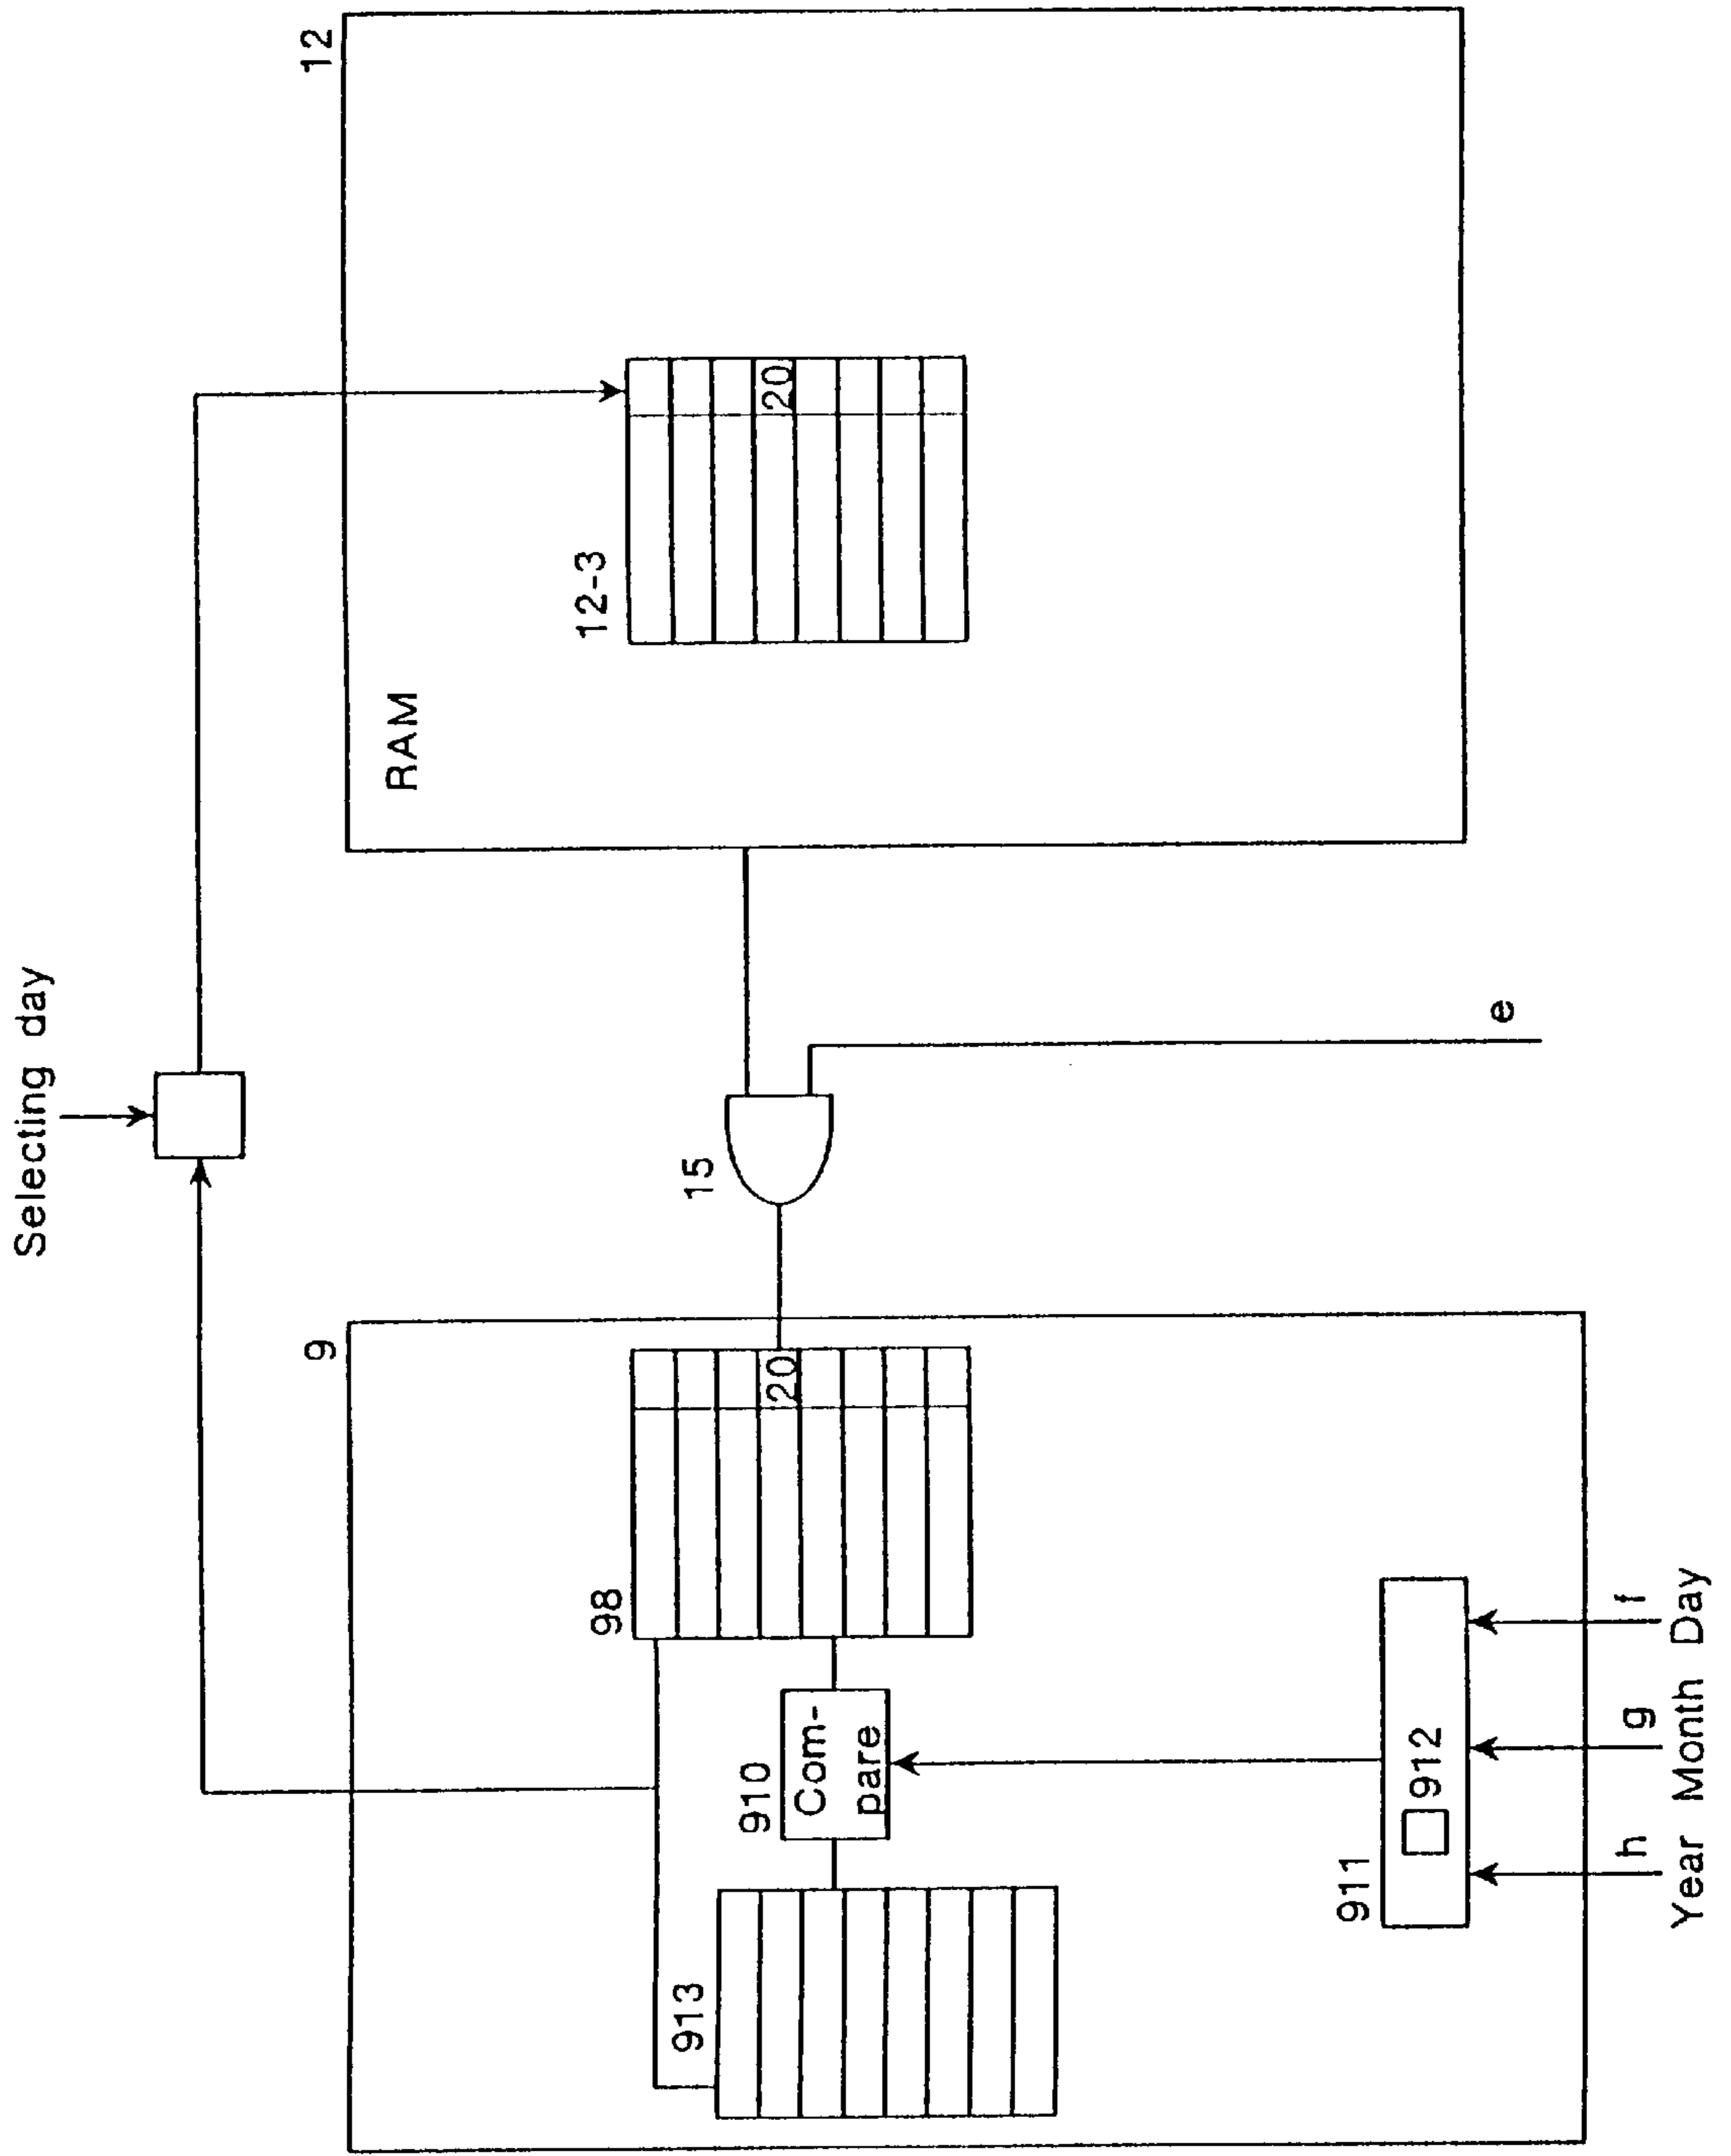 Selecting day
9
12
98
20
15
RAM
12-3
20
913
910
Com-
pare
e
911
912
h
g
f
Year Month Day